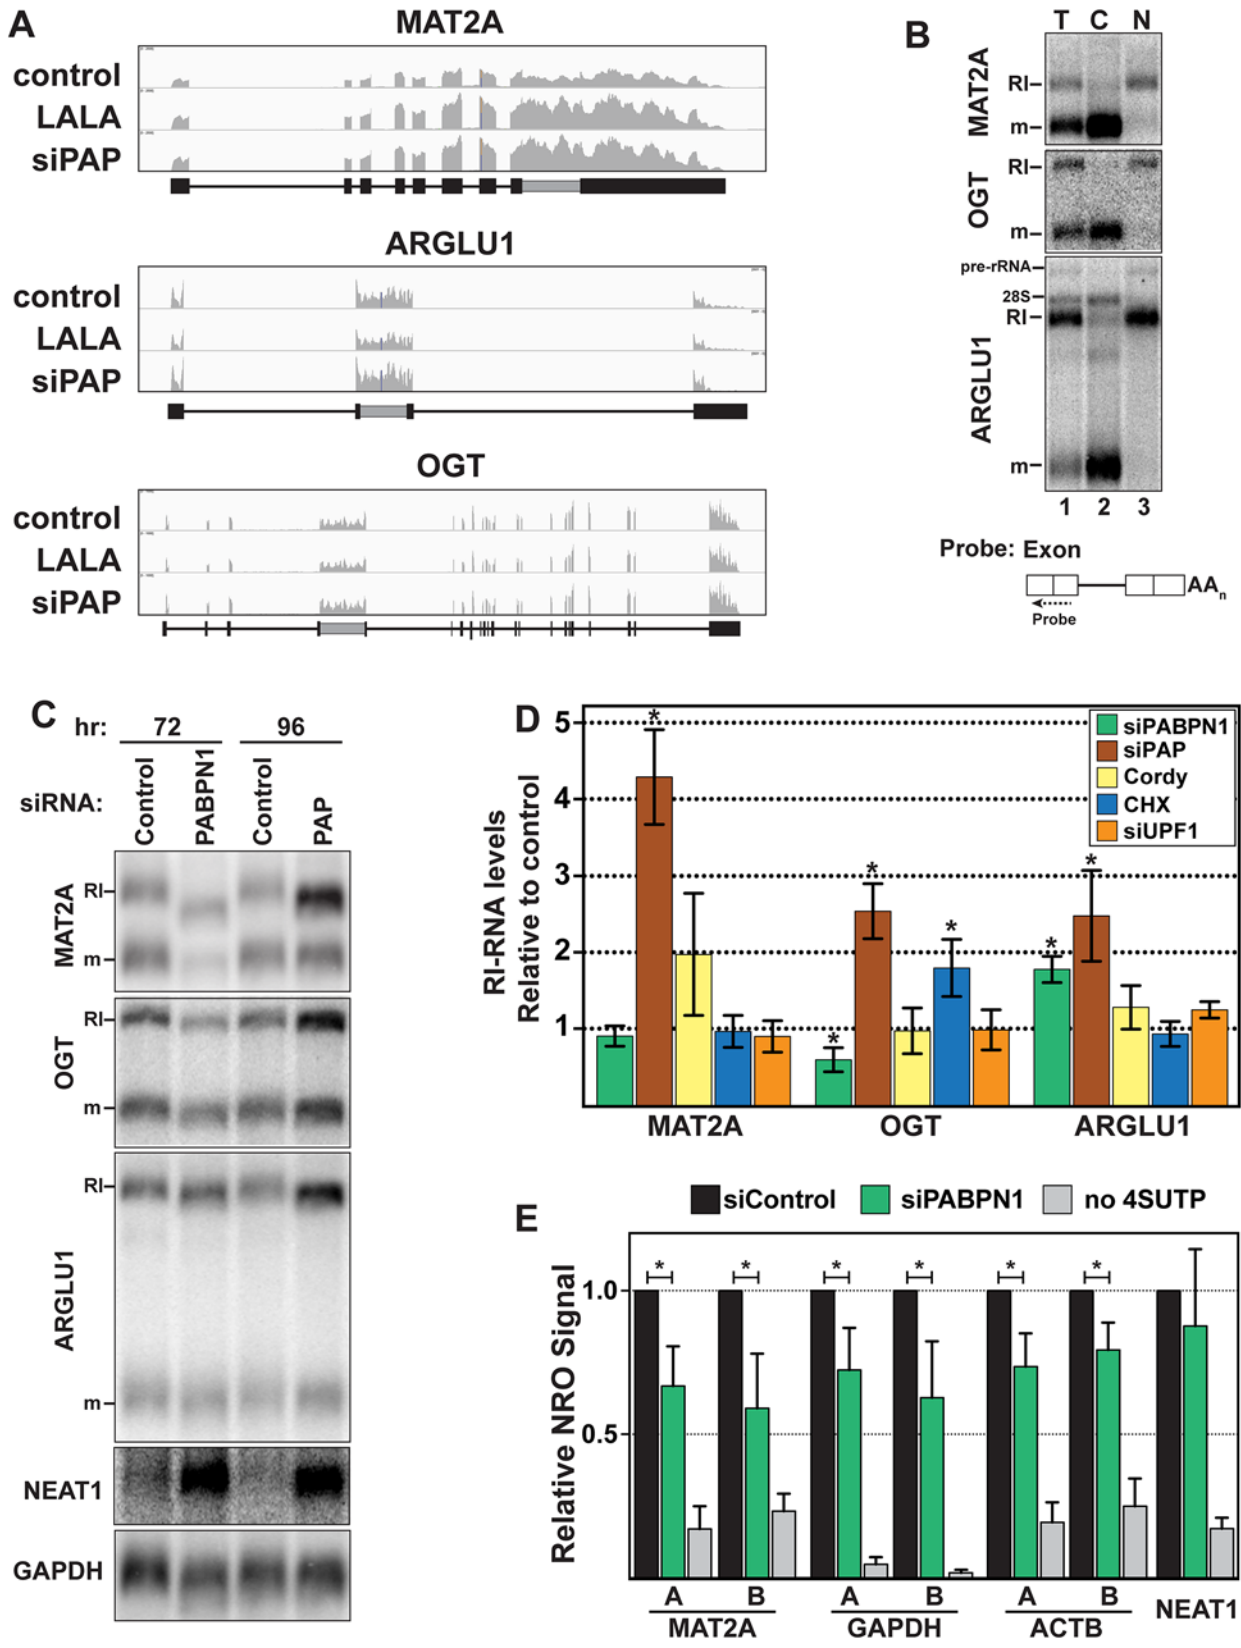 A
MAT2A
control
LALA
siPAP
ARGLU1
control
LALA
siPAP
OGT
control
LALA
siPAP
B
T C N
MAT2A
RI
m
OGT
RI
m
ARGLU1
pre-rRNA
28S
RI
m
1 2 3
Probe: Exon
AAn
Probe
C
hr: 72 96
siRNA: Control PABPN1 Control PAP
MAT2A
RI
m
OGT
RI
m
ARGLU1
RI
m
NEAT1
GAPDH
D
RI-RNA levels
Relative to control
5
4
3
2
1
siPABPN1
siPAP
Cordy
CHX
siUPF1
*
* * *
* *
MAT2A OGT ARGLU1
E
siControl siPABPN1 no 4SUTP
Relative NRO Signal
* * * * * *
1.0
0.5
A B A B A B
MAT2A GAPDH ACTB NEAT1